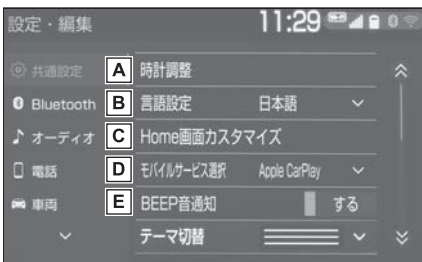 設定・編集 11:29
共通設定 A 時計調整
Bluetooth B 言語設定 日本語
オーディオ C Home画面カスタマイズ
電話 D モバイルサービス選択 Apple CarPlay
車両 E BEEP音通知 する
テーマ切替